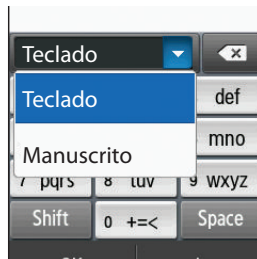 Teclado
Teclado
def
mno
Manuscrito
7 pqrs 8 tuv 9 wxyz
Shift 0 +=< Space